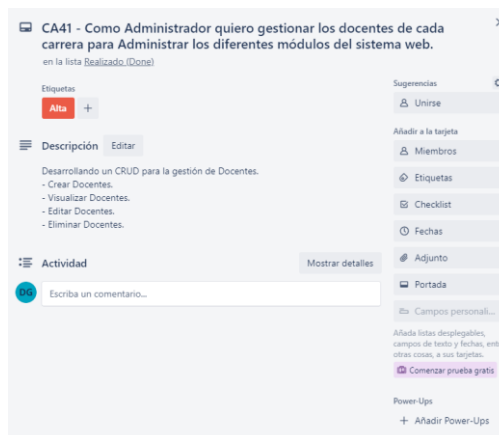 CA41 - Como Administrador quiero gestionar los docentes de cada
carrera para Administrar los diferentes módulos del sistema web.
en la lista Realizado (Done)
Etiquetas
Alta +
Descripción Editar
Desarrollando un CRUD para la gestión de Docentes.
- Crear Docentes.
- Visualizar Docentes.
- Editar Docentes.
- Eliminar Docentes.
Actividad Mostrar detalles
DG Escriba un comentario...
Sugerencias
Unirse
Añadir a la tarjeta
Miembros
Etiquetas
Checklist
Fechas
Adjunto
Portada
Campos personali...
Añada listas desplegables,
campos de texto y fechas, ent
otras cosas, a sus tarjetas.
Comenzar prueba gratis
Power-Ups
+ Añadir Power-Ups